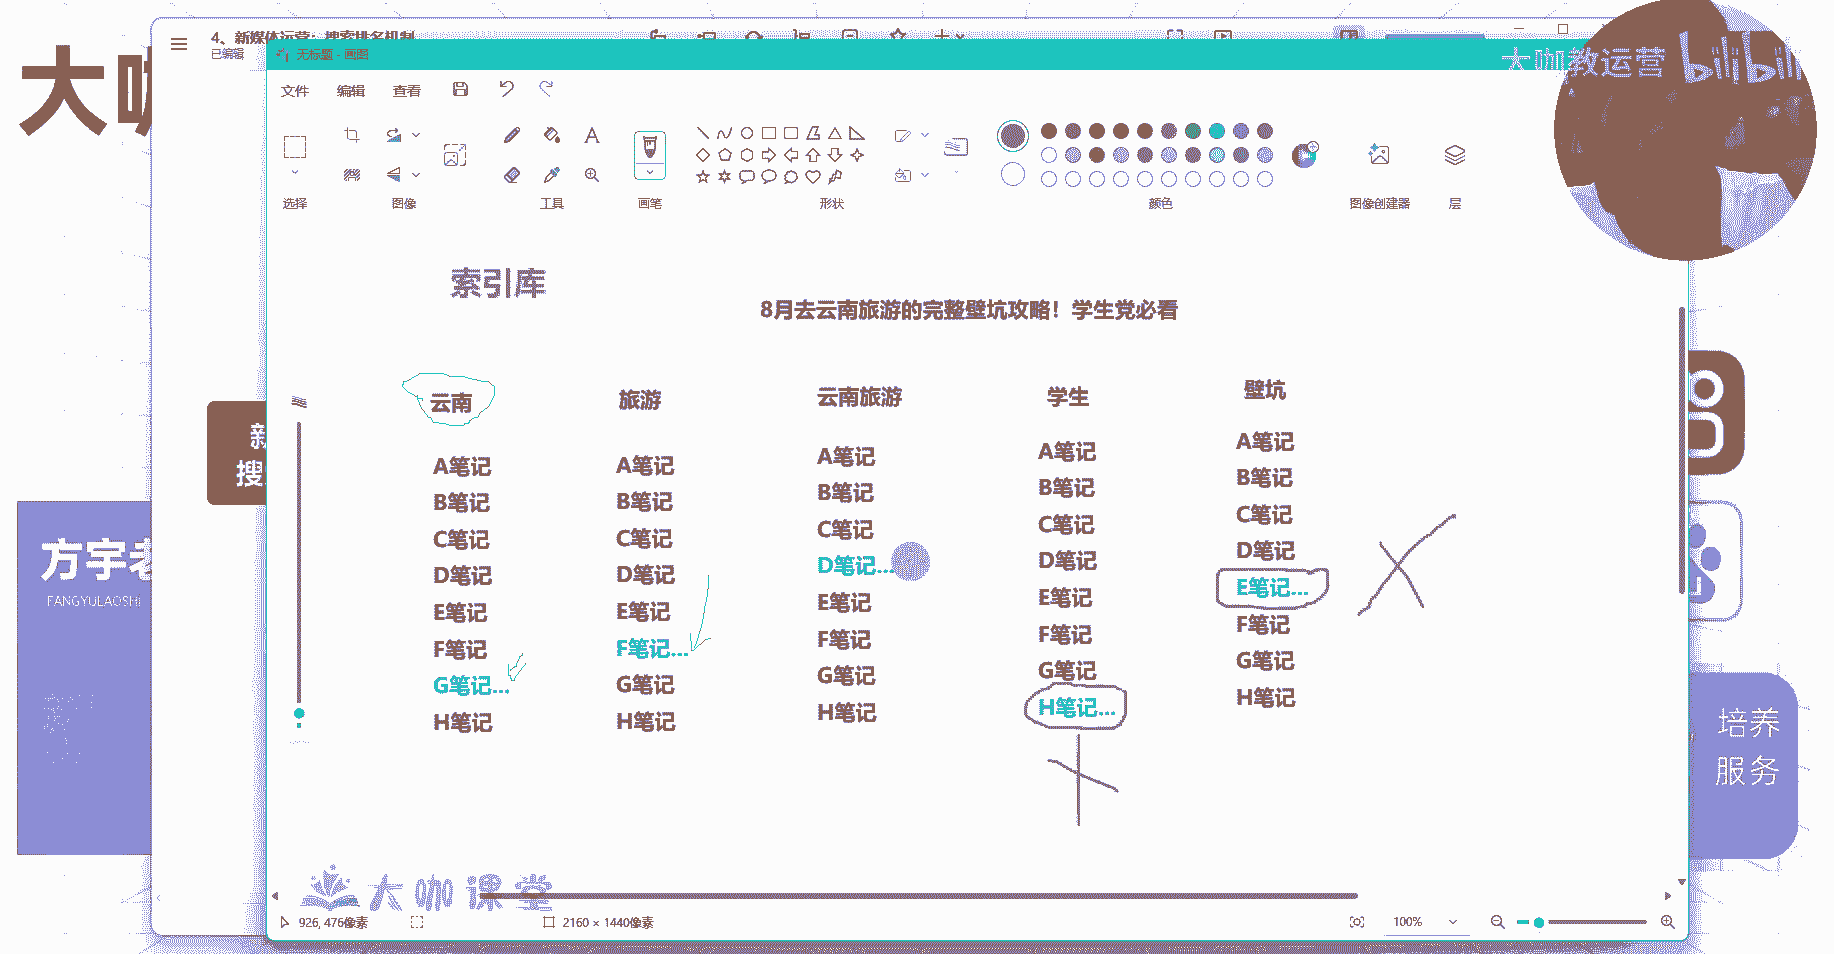 大咖
4、新媒体运营：搜索排名机制
已编辑
无标题 - 画图
大咖教运营 bilibili
文件 编辑 查看
选择 图像 工具 画笔 形状 颜色 图像创建器 层
索引库
8月去云南旅游的完整壁坑攻略！学生党必看
云南 旅游 云南旅游 学生 壁坑
A笔记 A笔记 A笔记 A笔记 A笔记
B笔记 B笔记 B笔记 B笔记 B笔记
C笔记 C笔记 C笔记 C笔记 C笔记
D笔记 D笔记 D笔记... D笔记 D笔记
E笔记 E笔记 E笔记 E笔记 E笔记...
F笔记 F笔记... F笔记 F笔记 F笔记
G笔记... G笔记 G笔记 G笔记 G笔记
H笔记 H笔记 H笔记 H笔记... H笔记
新
搜
方宇老
FANGYULAOSHI
培养
服务
大咖课堂
926, 476像素
2160 × 1440像素
100%